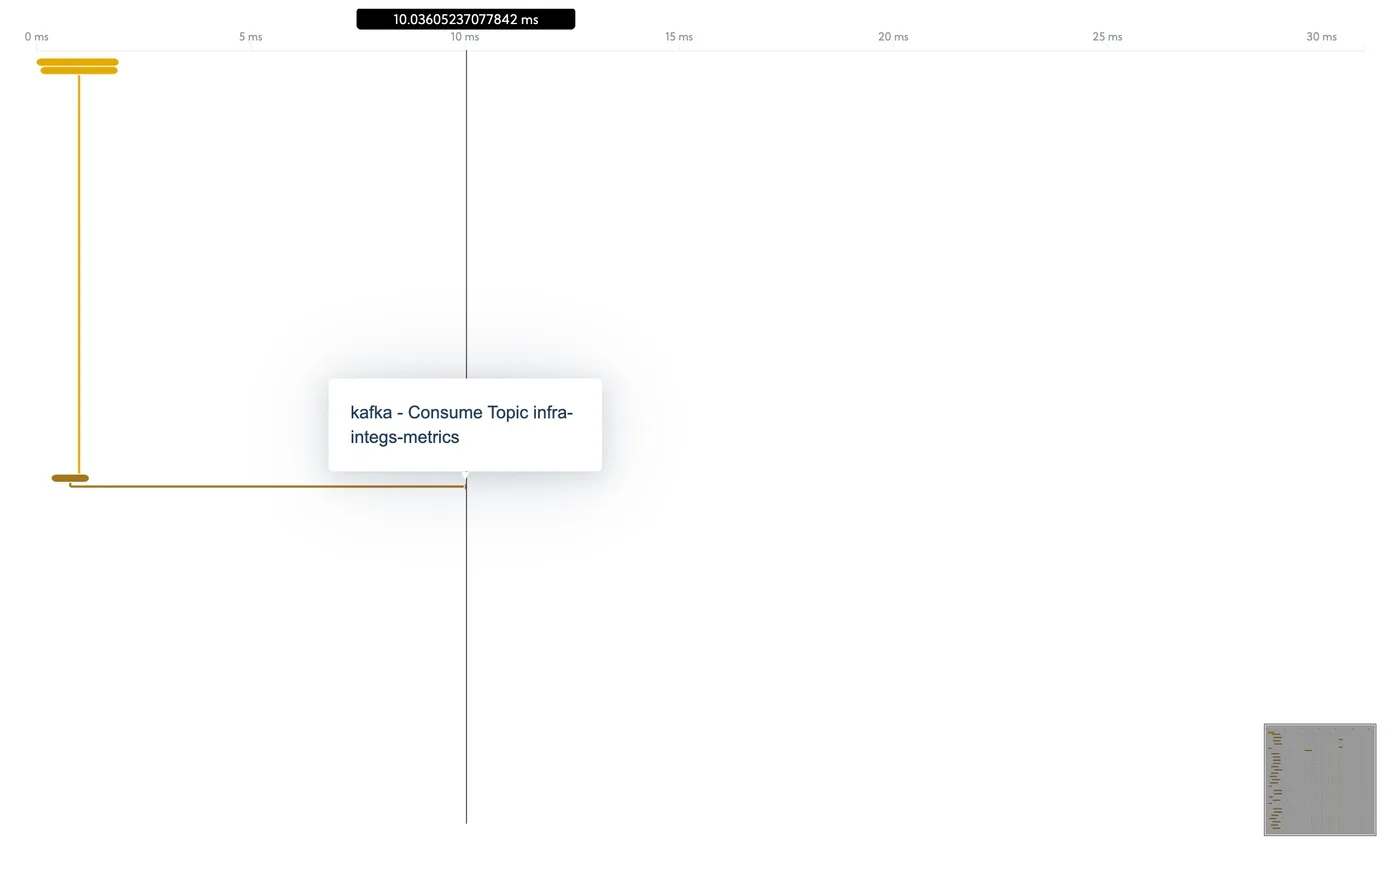 10.03605237077842 ms
0 ms 5 ms 10 ms 15 ms 20 ms 25 ms 30 ms
kafka - Consume Topic infra-
integs-metrics